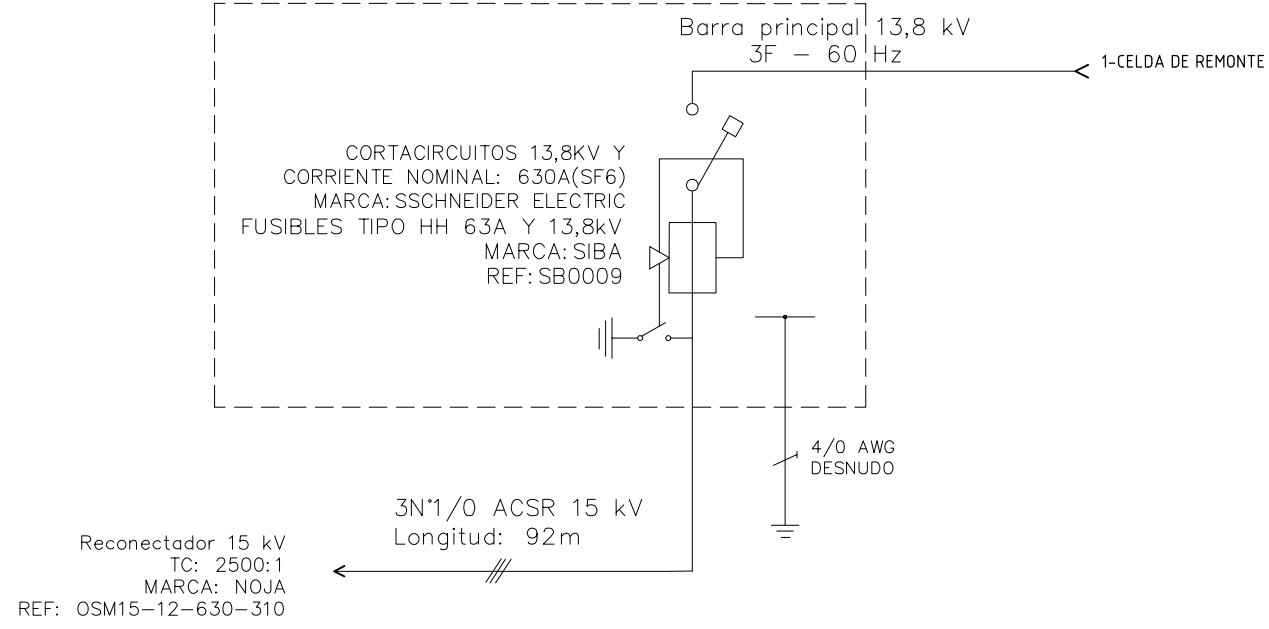 Barra principal 13,8 kV
3F - 60 Hz
1-CELDA DE REMONTE
CORTACIRCUITOS 13,8KV Y
CORRIENTE NOMINAL: 630A(SF6)
MARCA: SSCHNEIDER ELECTRIC
FUSIBLES TIPO HH 63A Y 13,8kV
MARCA: SIBA
REF: SB0009
4/0 AWG
DESNUDO
3N°1/0 ACSR 15 kV
Longitud: 92m
Reconectador 15 kV
TC: 2500:1
MARCA: NOJA
REF: OSM15-12-630-310